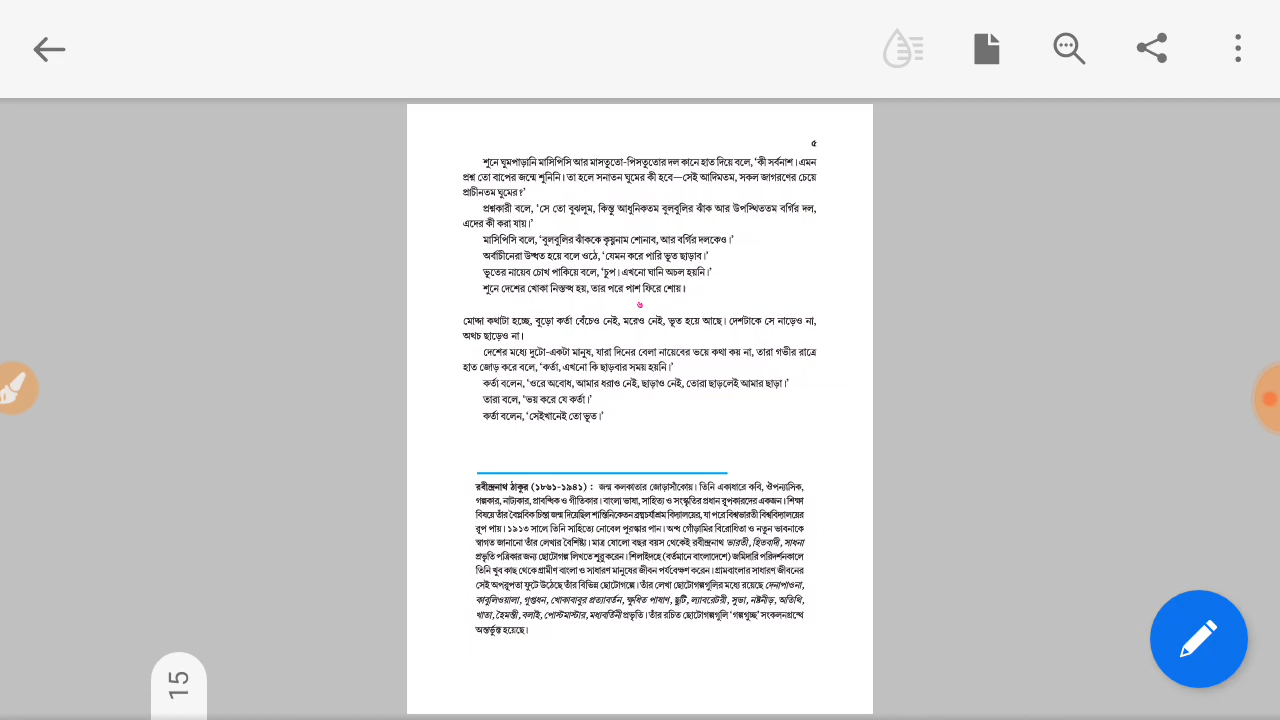 ৫
শুনে ঘুমপাড়ানি মাসিপিসি আর মাসতুতো-পিসতুতোর দল কানে হাত দিয়ে বলে, ‘কী সর্বনাশ। এমন
প্রশ্ন তো বাপের জন্মে শুনিনি। তা হলে সনাতন ঘুমের কী হবে—সেই আদিমতম, সকল জাগরণের চেয়ে
প্রাচীনতম ঘুমের?’
প্রশ্নকারী বলে, ‘সে তো বুঝলুম, কিন্তু আধুনিকতম বুলবুলির ঝাঁক আর উপস্থিততম বর্গির দল,
এদের কী করা যায়।’
মাসিপিসি বলে, ‘বুলবুলির ঝাঁককে কৃষ্ণনাম শোনাব, আর বর্গির দলকেও।’
অর্বাচীনেরা উদ্ধত হয়ে বলে ওঠে, ‘যেমন করে পারি ভূত ছাড়াব।’
ভূতের নায়েব চোখ পাকিয়ে বলে, ‘চুপ। এখনো ঘানি অচল হয়নি।’
শুনে দেশের খোকা নিস্তব্ধ হয়, তার পরে পাশ ফিরে শোয়।
৬
মোদ্দা কথাটা হচ্ছে, বুড়ো কর্তা বেঁচেও নেই, মরেও নেই, ভূত হয়ে আছে। দেশটাকে সে নাড়েও না,
অথচ ছাড়েও না।
দেশের মধ্যে দুটো-একটা মানুষ, যারা দিনের বেলা নায়েবের ভয়ে কথা কয় না, তারা গভীর রাত্রে
হাত জোড় করে বলে, ‘কর্তা, এখনো কি ছাড়বার সময় হয়নি।’
কর্তা বলেন, ‘ওরে অবোধ, আমার ধরাও নেই, ছাড়াও নেই, তোরা ছাড়লেই আমার ছাড়া।’
তারা বলে, ‘ভয় করে যে কর্তা।’
কর্তা বলেন, ‘সেইখানেই তো ভূত।’
রবীন্দ্রনাথ ঠাকুর (১৮৬১-১৯৪১) : জন্ম কলকাতার জোড়াসাঁকোয়। তিনি একাধারে কবি, ঔপন্যাসিক,
গল্পকার, নাট্যকার, প্রাবন্ধিক ও গীতিকার। বাংলা ভাষা, সাহিত্য ও সংস্কৃতির প্রধান রূপকারদের একজন। শিক্ষা
বিষয়ে তাঁর বৈপ্লবিক চিন্তা জন্ম দিয়েছিল শান্তিনিকেতন ব্রহ্মচর্যাশ্রম বিদ্যালয়ের, যা পরে বিশ্বভারতী বিশ্ববিদ্যালয়ের
রূপ পায়। ১৯১৩ সালে তিনি সাহিত্যে নোবেল পুরস্কার পান। অন্ধ গোঁড়ামির বিরোধিতা ও নতুন ভাবনাকে
স্বাগত জানানো তাঁর লেখার বৈশিষ্ট্য। মাত্র ষোলো বছর বয়স থেকেই রবীন্দ্রনাথ ভারতী, হিতবাদী, সাধনা
প্রভৃতি পত্রিকার জন্য ছোটোগল্প লিখতে শুরু করেন। শিলাইদহে (বর্তমানে বাংলাদেশে) জমিদারি পরিদর্শনকালে
তিনি খুব কাছ থেকে গ্রামীণ বাংলা ও সাধারণ মানুষের জীবন পর্যবেক্ষণ করেন। গ্রামবাংলার সাধারণ জীবনের
সেই অপরূপতা ফুটে উঠেছে তাঁর বিভিন্ন ছোটোগল্পে। তাঁর লেখা ছোটোগল্পগুলির মধ্যে রয়েছে দেনাপাওনা,
কাবুলিওয়ালা, গুপ্তধন, খোকাবাবুর প্রত্যাবর্তন, ক্ষুধিত পাষাণ, ছুটি, ল্যাবরেটরী, সুভা, নষ্টনীড়, অতিথি,
খাতা, হৈমন্তী, বলাই, পোস্টমাস্টার, মধ্যবর্তিনী প্রভৃতি। তাঁর রচিত ছোটোগল্পগুলি ‘গল্পগুচ্ছ’ সংকলনগ্রন্থে
অন্তর্ভুক্ত হয়েছে।
15